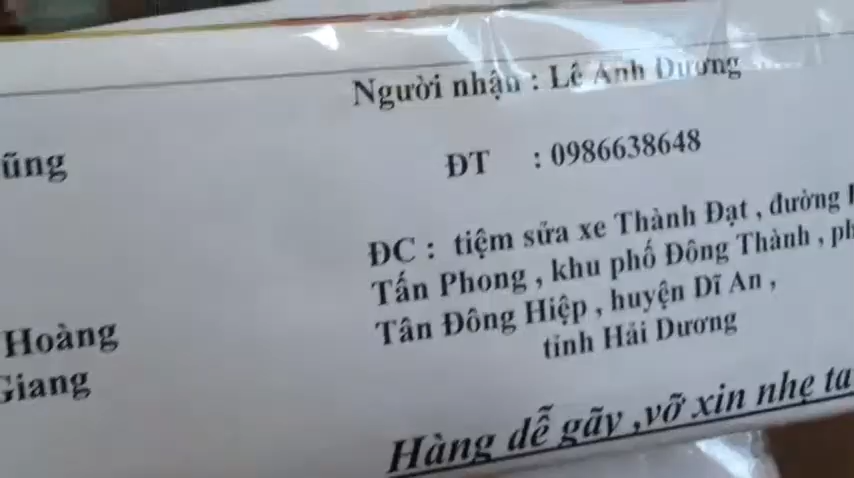 Người nhận : Lê Anh Dương
ũng
ĐT : 0986638648
ĐC : tiệm sửa xe Thành Đạt , đường
Tấn Phong , khu phố Đông Thành , ph
Tân Đông Hiệp , huyện Dĩ An ,
Hoàng
tỉnh Hải Dương
Giang
Hàng dễ gãy ,vỡ xin nhẹ ta